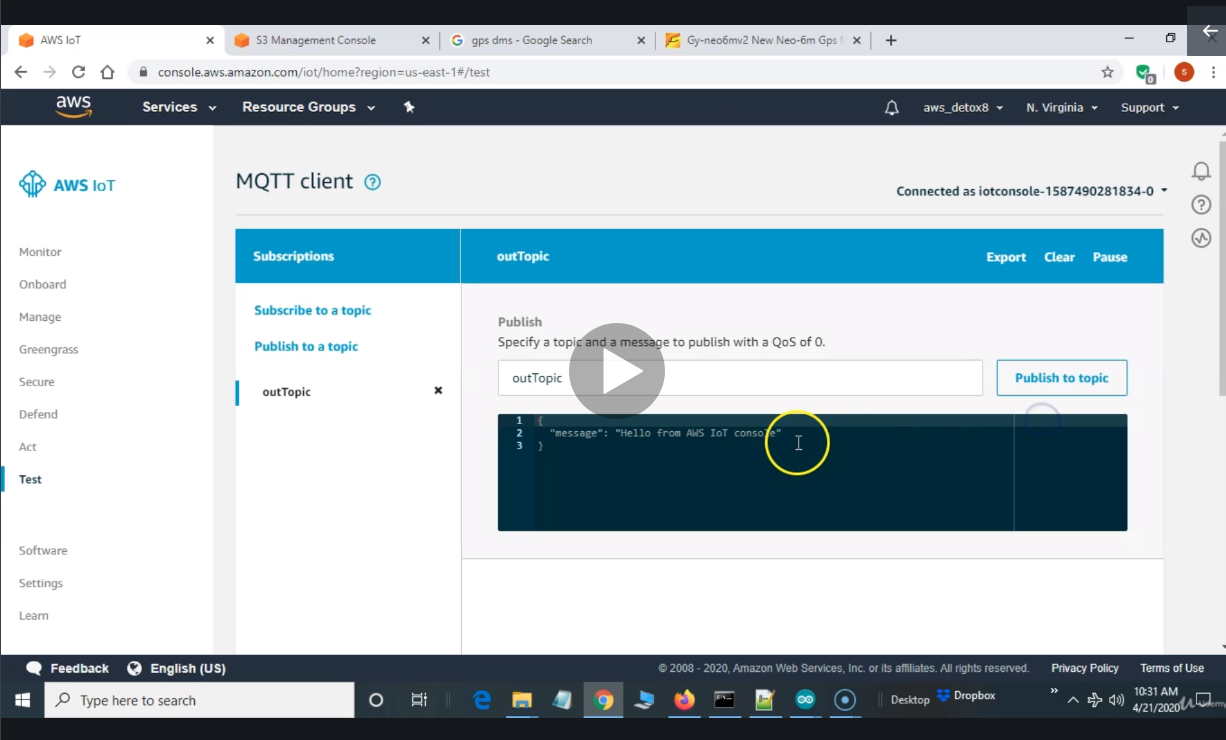 AWS IoT
S3 Management Console
gps dms - Google Search
Gy-neo6mv2 New Neo-6m Gps
console.aws.amazon.com/iot/home?region=us-east-1#/test
S
0
aws
Services
Resource Groups
aws_detox8
N. Virginia
Support
AWS IoT
MQTT client ?
Connected as iotconsole-1587490281834-0
Monitor
Onboard
Manage
Greengrass
Secure
Defend
Act
Test
Software
Settings
Learn
Subscriptions
Subscribe to a topic
Publish to a topic
outTopic
outTopic
Export Clear Pause
Publish
Specify a topic and a message to publish with a QoS of 0.
outTopic
Publish to topic
1 {
2 "message": "Hello from AWS IoT console"
3 }
Feedback
English (US)
© 2008 - 2020, Amazon Web Services, Inc. or its affiliates. All rights reserved.
Privacy Policy
Terms of Use
Type here to search
Desktop
Dropbox
10:31 AM
4/21/2020